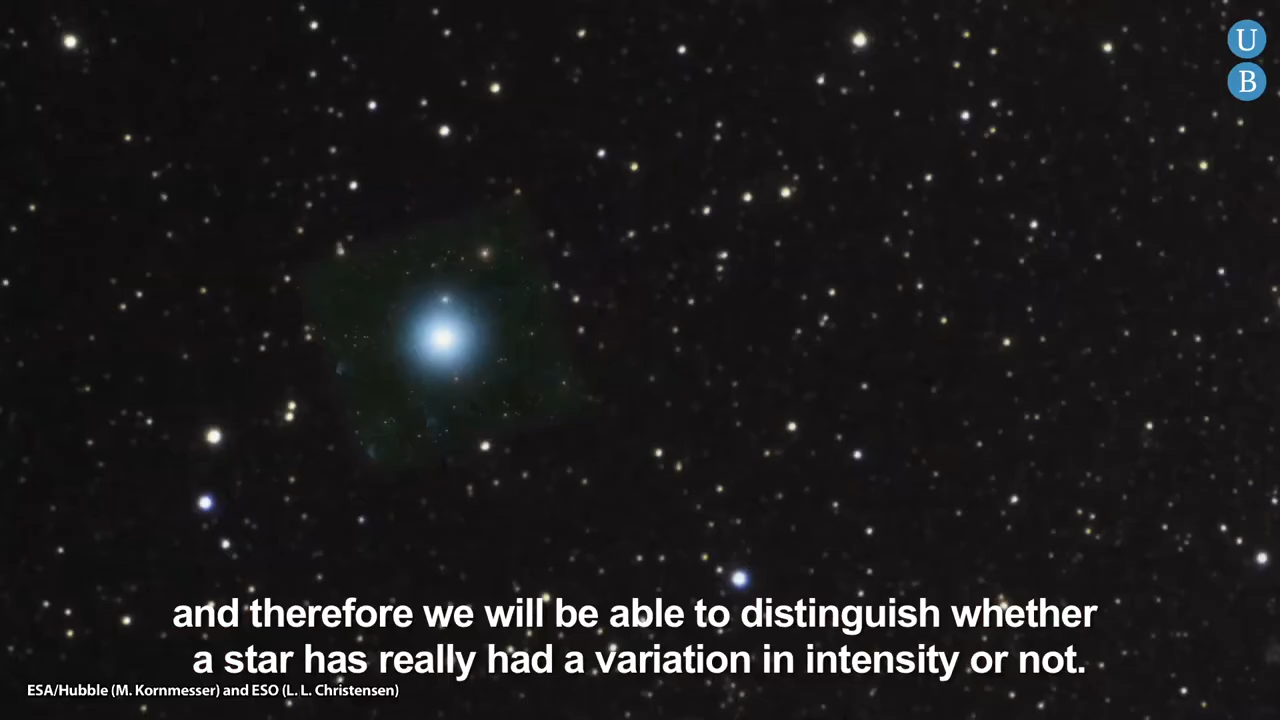 U
B
and therefore we will be able to distinguish whether
a star has really had a variation in intensity or not.
ESA/Hubble (M. Kornmesser) and ESO (L. L. Christensen)